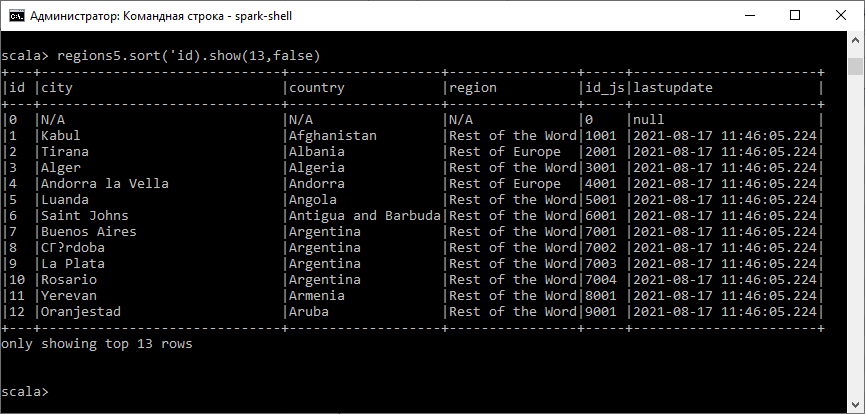 Администратор: Командная строка - spark-shell
scala> regions5.sort('id).show(13,false)
+---+------------------------------+-------------------+----------------+-----+-----------------------+
|id |city                          |country            |region          |id_js|lastupdate             |
+---+------------------------------+-------------------+----------------+-----+-----------------------+
|0  |N/A                           |N/A                |N/A             |0    |null                   |
|1  |Kabul                         |Afghanistan        |Rest of the Word|1001 |2021-08-17 11:46:05.224|
|2  |Tirana                        |Albania            |Rest of Europe  |2001 |2021-08-17 11:46:05.224|
|3  |Alger                         |Algeria            |Rest of the Word|3001 |2021-08-17 11:46:05.224|
|4  |Andorra la Vella              |Andorra            |Rest of Europe  |4001 |2021-08-17 11:46:05.224|
|5  |Luanda                        |Angola             |Rest of the Word|5001 |2021-08-17 11:46:05.224|
|6  |Saint Johns                   |Antigua and Barbuda|Rest of the Word|6001 |2021-08-17 11:46:05.224|
|7  |Buenos Aires                  |Argentina          |Rest of the Word|7001 |2021-08-17 11:46:05.224|
|8  |CГ?rdoba                      |Argentina          |Rest of the Word|7002 |2021-08-17 11:46:05.224|
|9  |La Plata                      |Argentina          |Rest of the Word|7003 |2021-08-17 11:46:05.224|
|10 |Rosario                       |Argentina          |Rest of the Word|7004 |2021-08-17 11:46:05.224|
|11 |Yerevan                       |Armenia            |Rest of the Word|8001 |2021-08-17 11:46:05.224|
|12 |Oranjestad                    |Aruba              |Rest of the Word|9001 |2021-08-17 11:46:05.224|
+---+------------------------------+-------------------+----------------+-----+-----------------------+
only showing top 13 rows
scala>